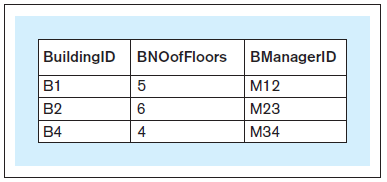 BuildingID BNOofFloors BManagerID
B1 5 M12
B2 6 M23
B4 4 M34